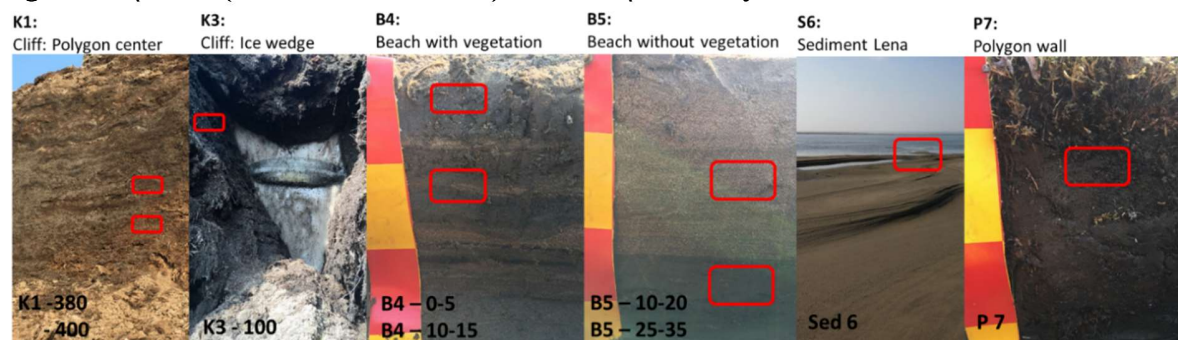 K1:
Cliff: Polygon center
K3:
Cliff: Ice wedge
B4:
Beach with vegetation
B5:
Beach without vegetation
S6:
Sediment Lena
P7:
Polygon wall
K1 -380
- 400
K3 - 100
B4 – 0-5
B4 – 10-15
B5 – 10-20
B5 – 25-35
Sed 6
P 7